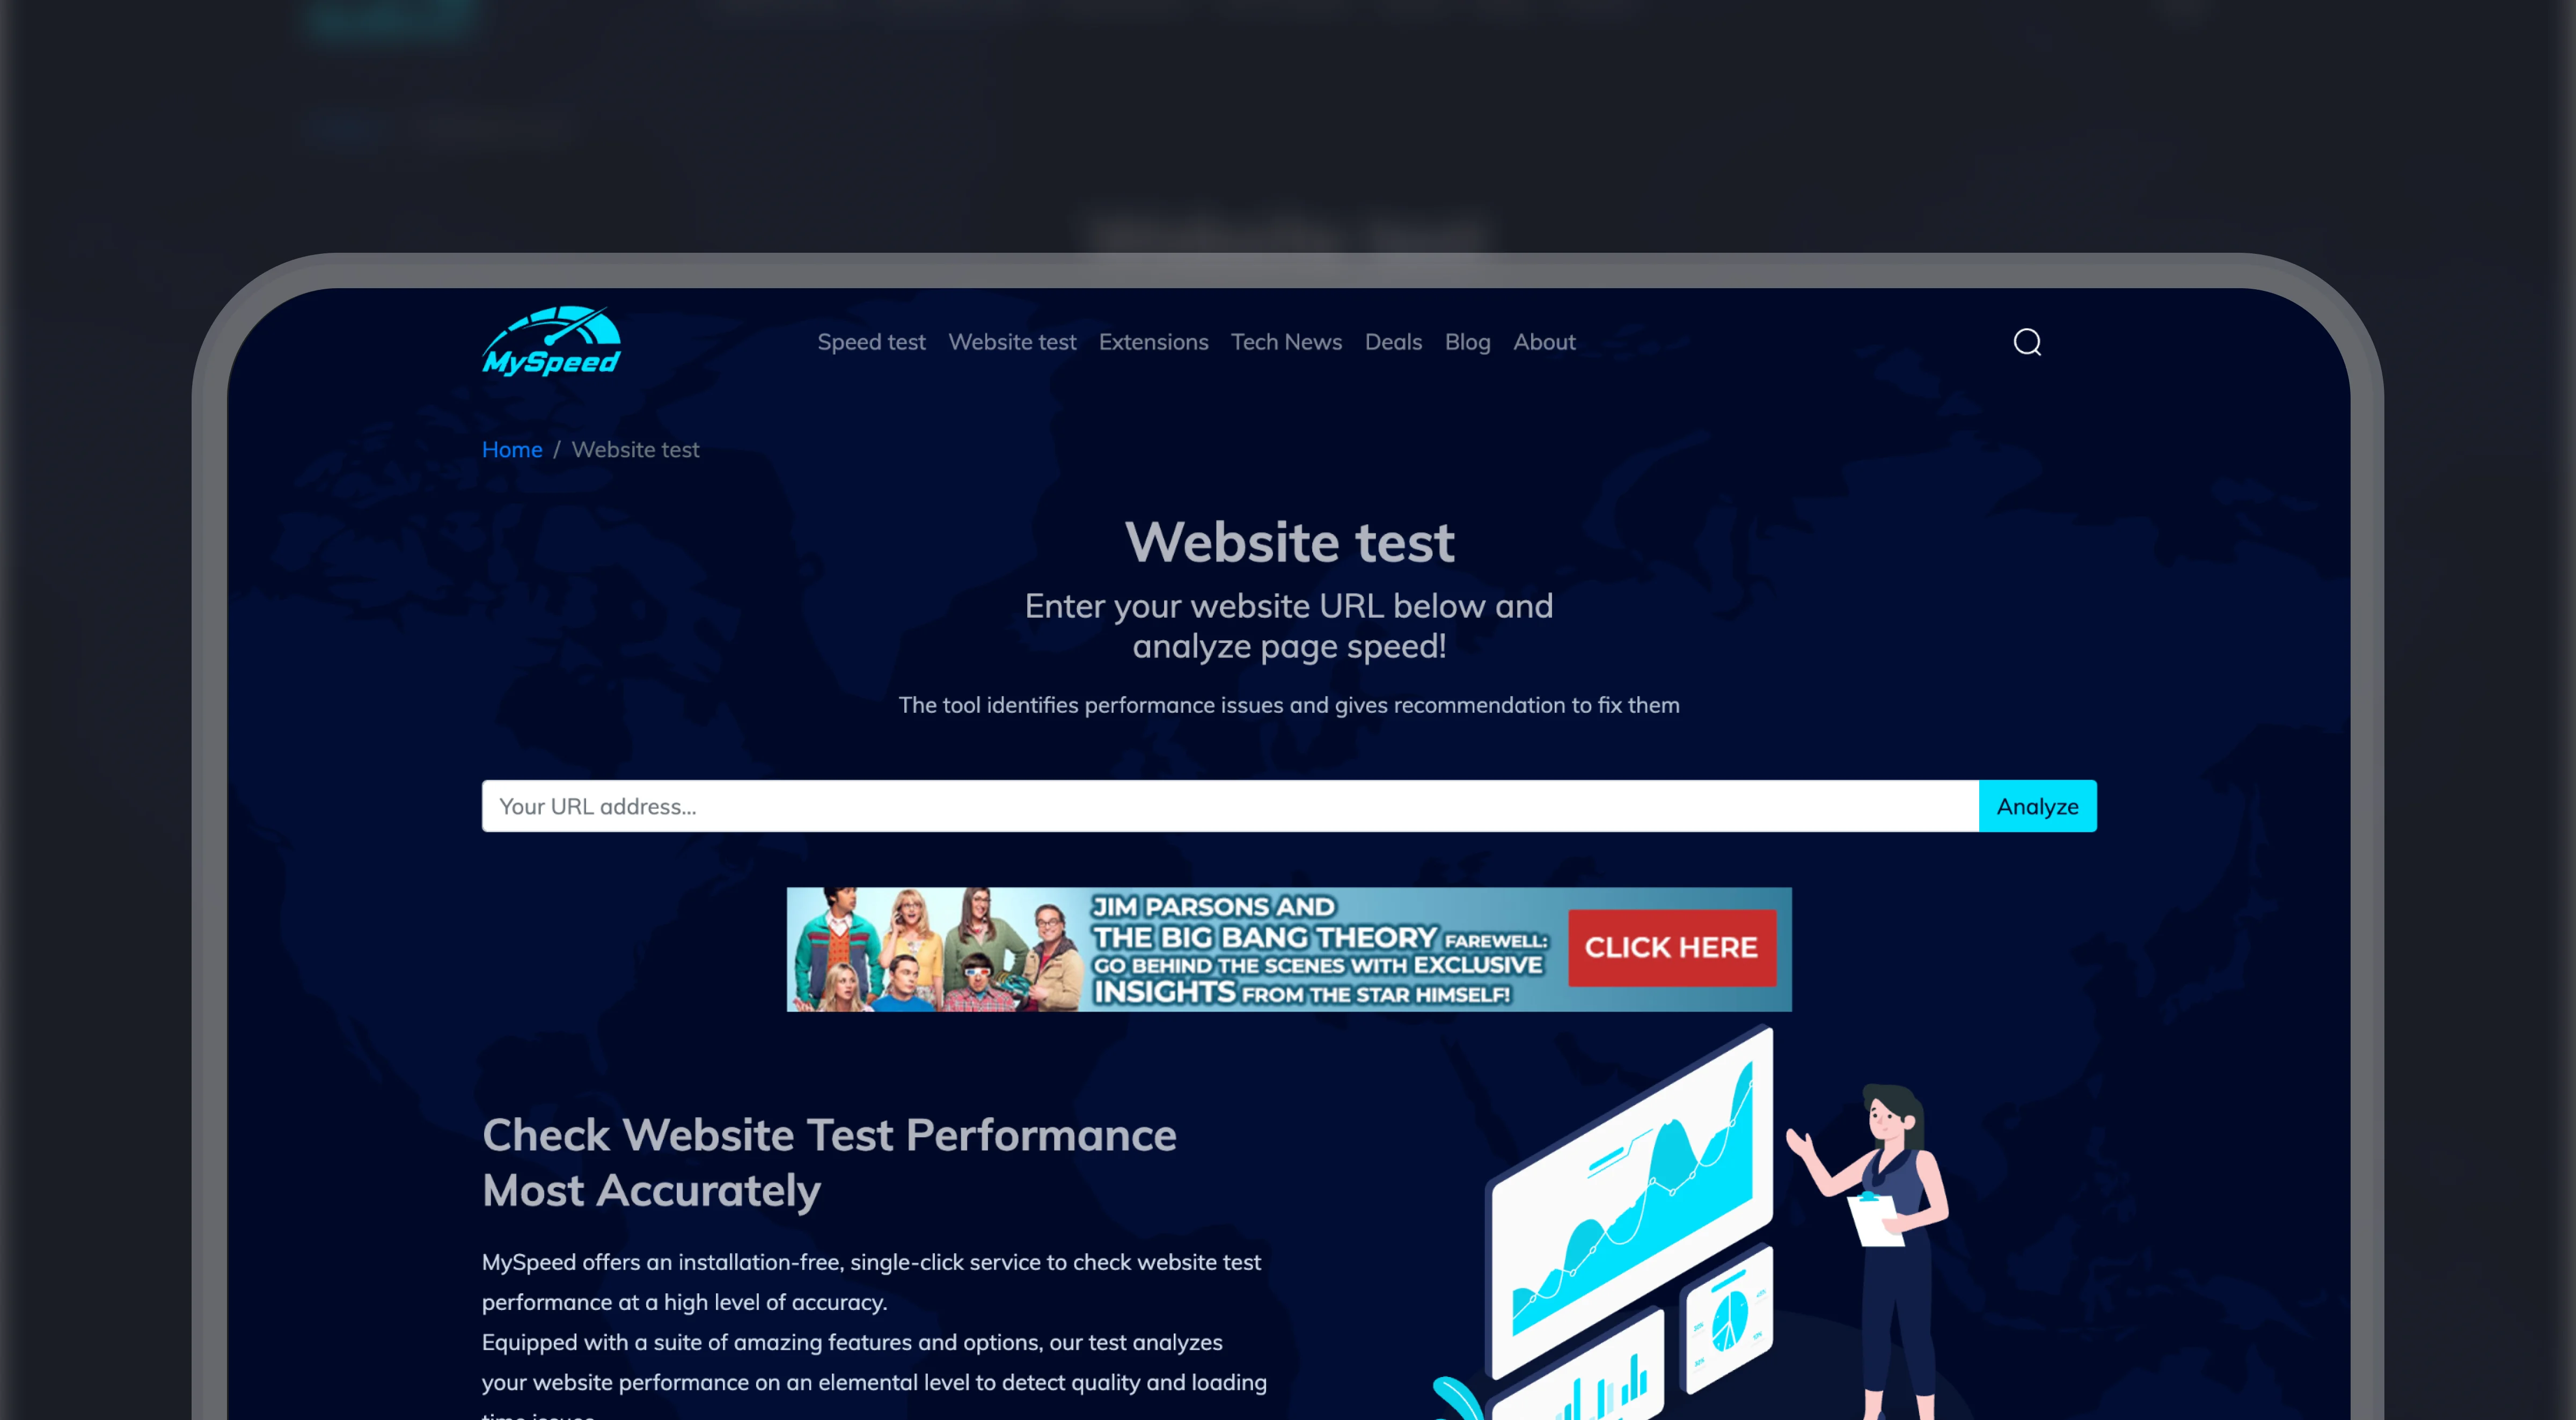 MySpeed
Speed test Website test Extensions Tech News Deals Blog About
Home / Website test
Website test
Enter your website URL below and
analyze page speed!
The tool identifies performance issues and gives recommendation to fix them
Your URL address...
Analyze
JIM PARSONS AND
THE BIG BANG THEORY FAREWELL:
GO BEHIND THE SCENES WITH EXCLUSIVE
INSIGHTS FROM THE STAR HIMSELF!
CLICK HERE
Check Website Test Performance
Most Accurately
MySpeed offers an installation-free, single-click service to check website test
performance at a high level of accuracy.
Equipped with a suite of amazing features and options, our test analyzes
your website performance on an elemental level to detect quality and loading